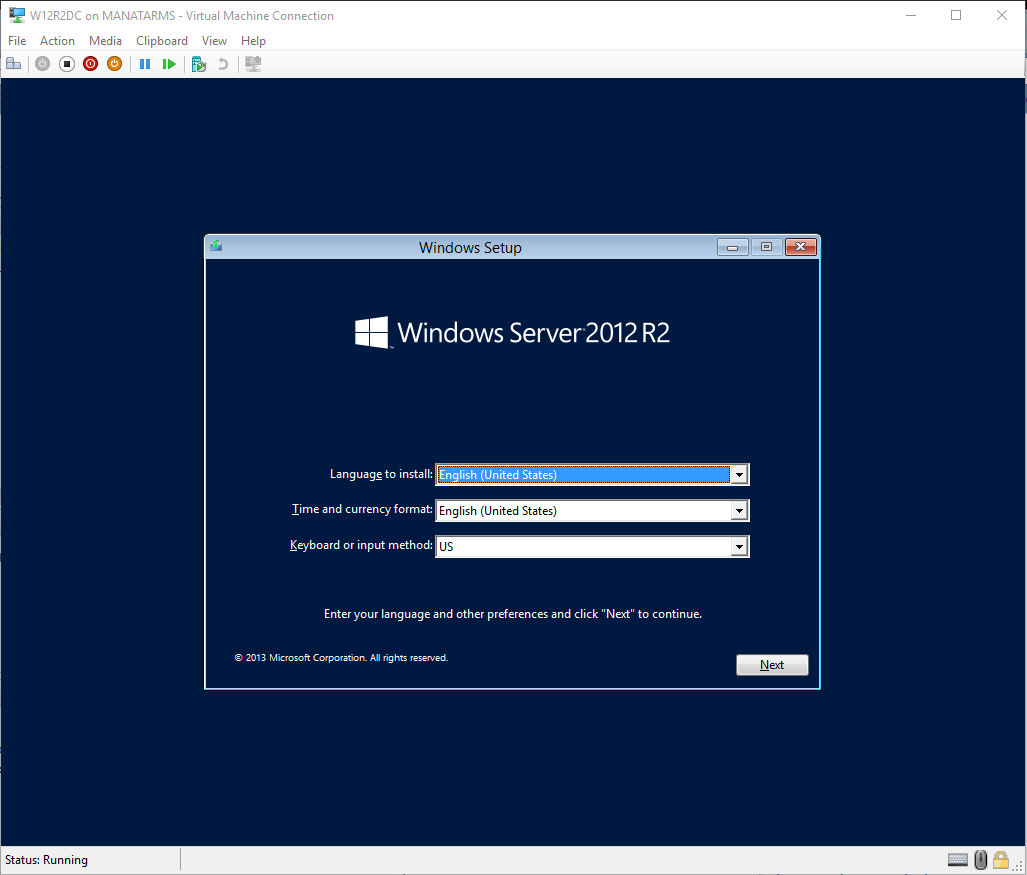 W12R2DC on MANATARMS - Virtual Machine Connection
File Action Media Clipboard View Help
Windows Setup
Windows Server 2012 R2
Language to install: English (United States)
Time and currency format: English (United States)
Keyboard or input method: US
Enter your language and other preferences and click "Next" to continue.
© 2013 Microsoft Corporation. All rights reserved.
Next
Status: Running